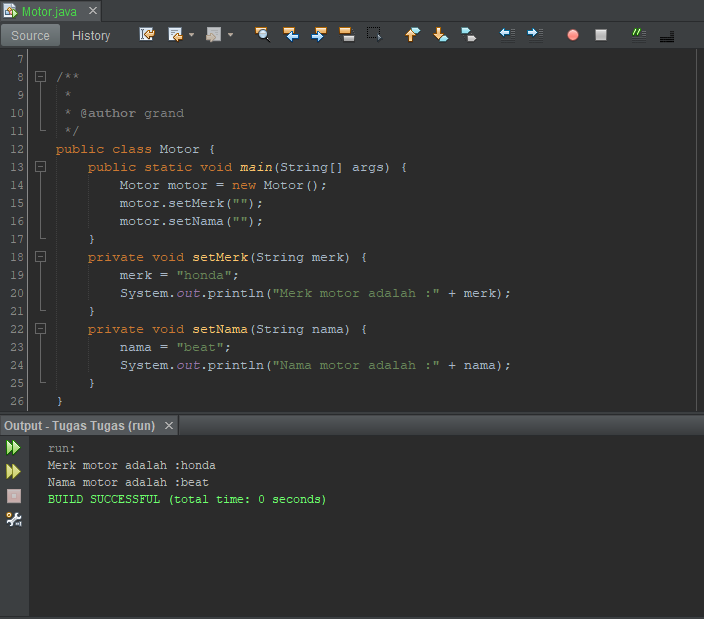 Motor.java
Source History
7
8 /**
9 *
10 * @author grand
11 */
12 public class Motor {
13 public static void main(String[] args) {
14 Motor motor = new Motor();
15 motor.setMerk("");
16 motor.setNama("");
17 }
18 private void setMerk(String merk) {
19 merk = "honda";
20 System.out.println("Merk motor adalah :" + merk);
21 }
22 private void setNama(String nama) {
23 nama = "beat";
24 System.out.println("Nama motor adalah :" + nama);
25 }
26 }
Output - Tugas Tugas (run)
run:
Merk motor adalah :honda
Nama motor adalah :beat
BUILD SUCCESSFUL (total time: 0 seconds)